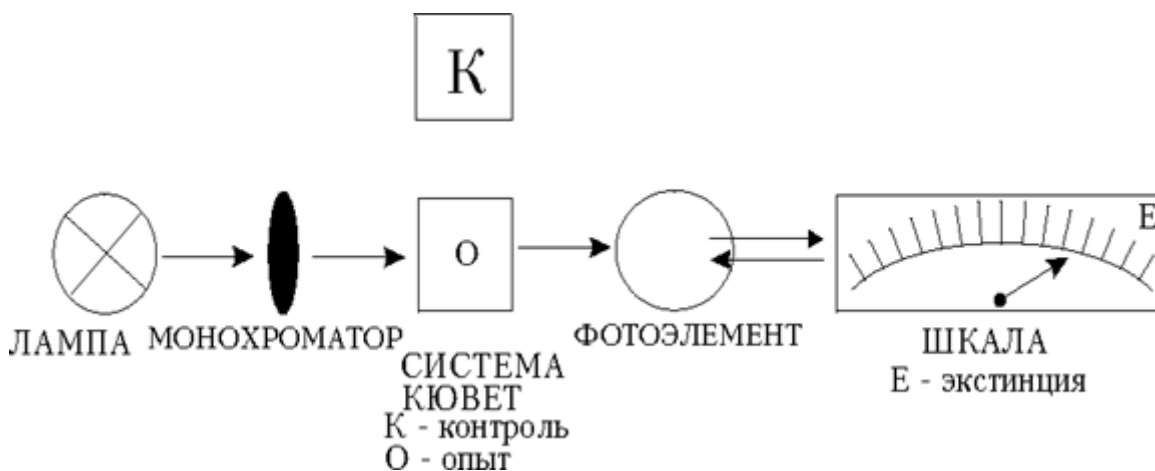 К
О
Е
ЛАМПА
МОНОХРОМАТОР
СИСТЕМА
КЮВЕТ
К - контроль
О - опыт
ФОТОЭЛЕМЕНТ
ШКАЛА
Е - экстинция